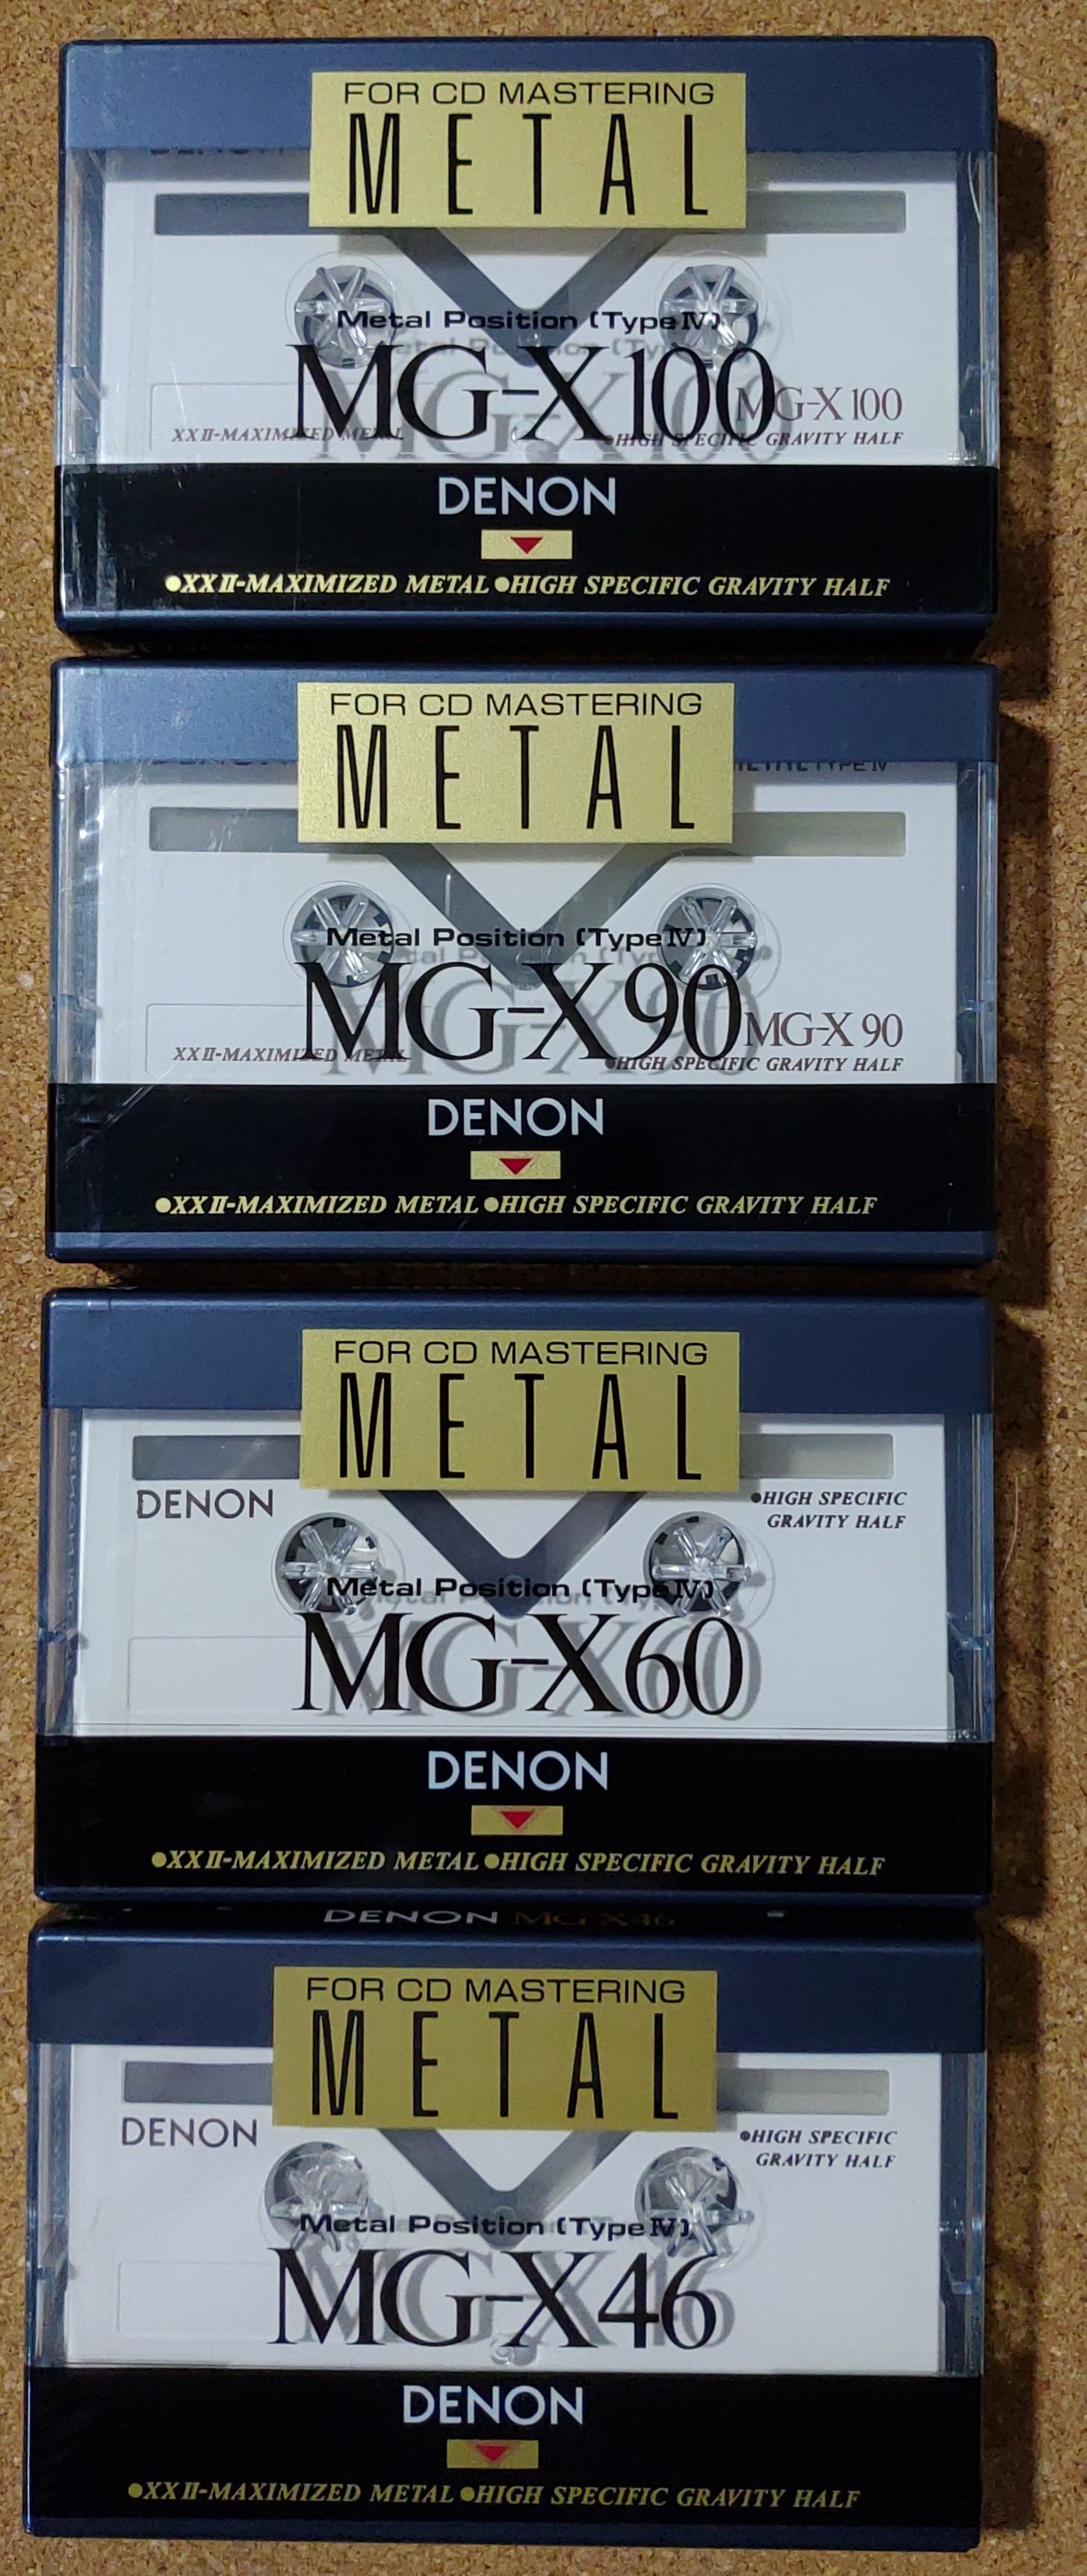 FOR CD MASTERING
METAL
Metal Position (Type IV)
MG-X100
MG-X 100
XX II-MAXIMIZED METAL
●HIGH SPECIFIC GRAVITY HALF
DENON
●XX II-MAXIMIZED METAL ●HIGH SPECIFIC GRAVITY HALF
FOR CD MASTERING
METAL
METAL TYPE IV
Metal Position (Type IV)
MG-X90
MG-X 90
XX II-MAXIMIZED METAL
●HIGH SPECIFIC GRAVITY HALF
DENON
●XX II-MAXIMIZED METAL ●HIGH SPECIFIC GRAVITY HALF
FOR CD MASTERING
METAL
DENON
●HIGH SPECIFIC
GRAVITY HALF
Metal Position (Type IV)
MG-X60
DENON
●XX II-MAXIMIZED METAL ●HIGH SPECIFIC GRAVITY HALF
DENON MG-X46
FOR CD MASTERING
METAL
DENON
●HIGH SPECIFIC
GRAVITY HALF
Metal Position (Type IV)
MG-X46
DENON
●XX II-MAXIMIZED METAL ●HIGH SPECIFIC GRAVITY HALF